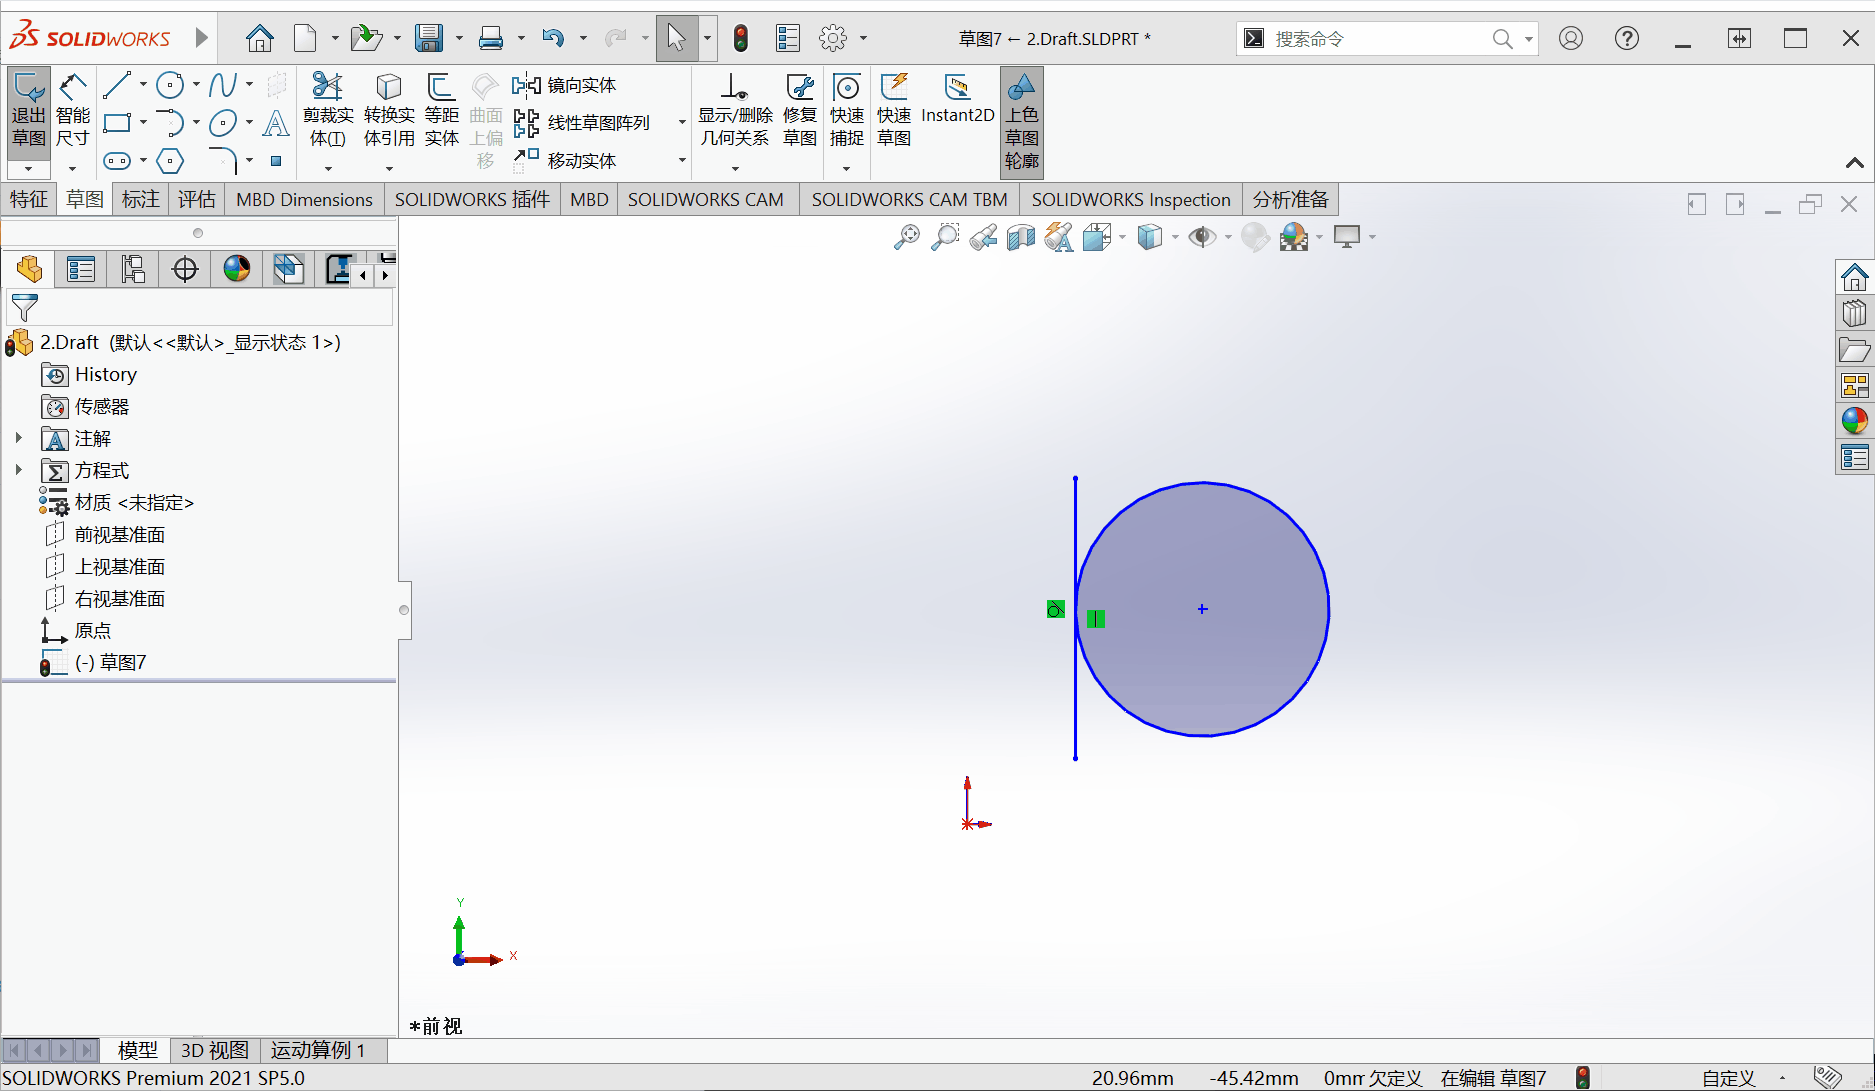 SOLIDWORKS
草图7 ← 2.Draft.SLDPRT *
搜索命令
退出草图
智能尺寸
剪裁实体(T)
转换实体引用
等距实体
曲面上偏移
镜向实体
线性草图阵列
移动实体
显示/删除几何关系
修复草图
快速捕捉
快速草图
Instant2D
上色草图轮廓
特征 草图 标注 评估 MBD Dimensions SOLIDWORKS 插件 MBD SOLIDWORKS CAM SOLIDWORKS CAM TBM SOLIDWORKS Inspection 分析准备
2.Draft (默认<<默认>_显示状态 1>)
History
传感器
注解
方程式
材质 <未指定>
前视基准面
上视基准面
右视基准面
原点
(-) 草图7
Y
X
*前视
模型 3D 视图 运动算例 1
SOLIDWORKS Premium 2021 SP5.0 20.96mm -45.42mm 0mm 欠定义 在编辑 草图7 自定义